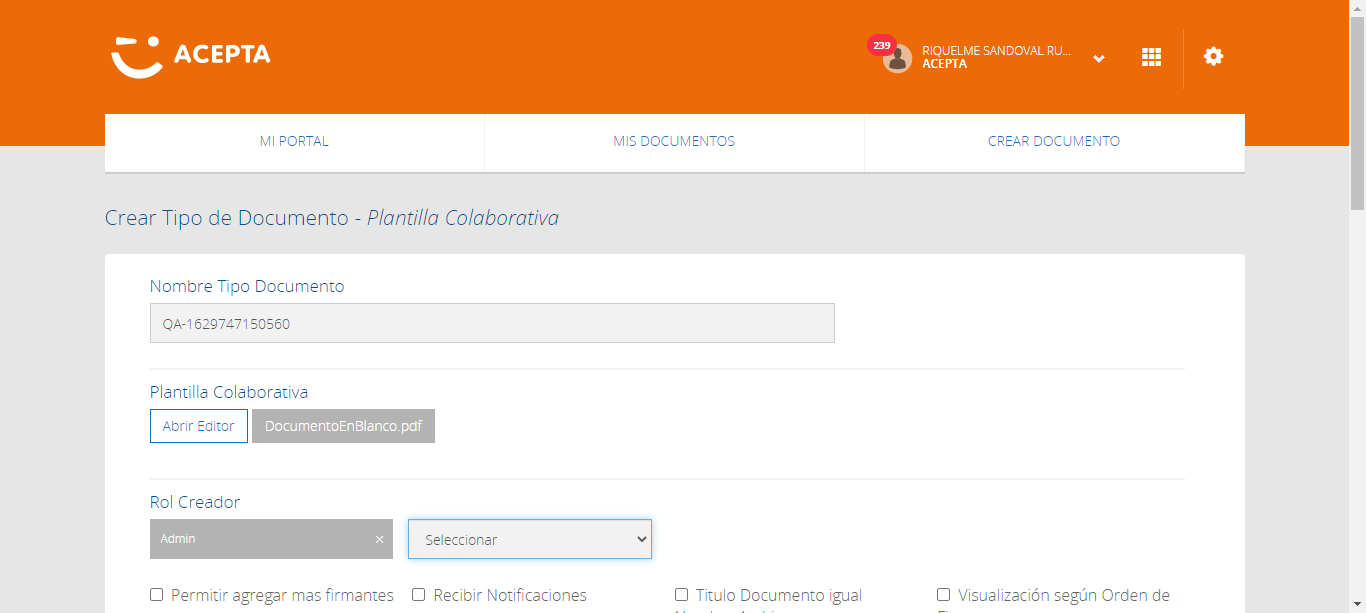 ACEPTA
239
RIQUELME SANDOVAL RU...
ACEPTA
MI PORTAL
MIS DOCUMENTOS
CREAR DOCUMENTO
Crear Tipo de Documento - Plantilla Colaborativa
Nombre Tipo Documento
QA-1629747150560
Plantilla Colaborativa
Abrir Editor
DocumentoEnBlanco.pdf
Rol Creador
Admin ×
Seleccionar
Permitir agregar mas firmantes
Recibir Notificaciones
Titulo Documento igual
Visualización según Orden de